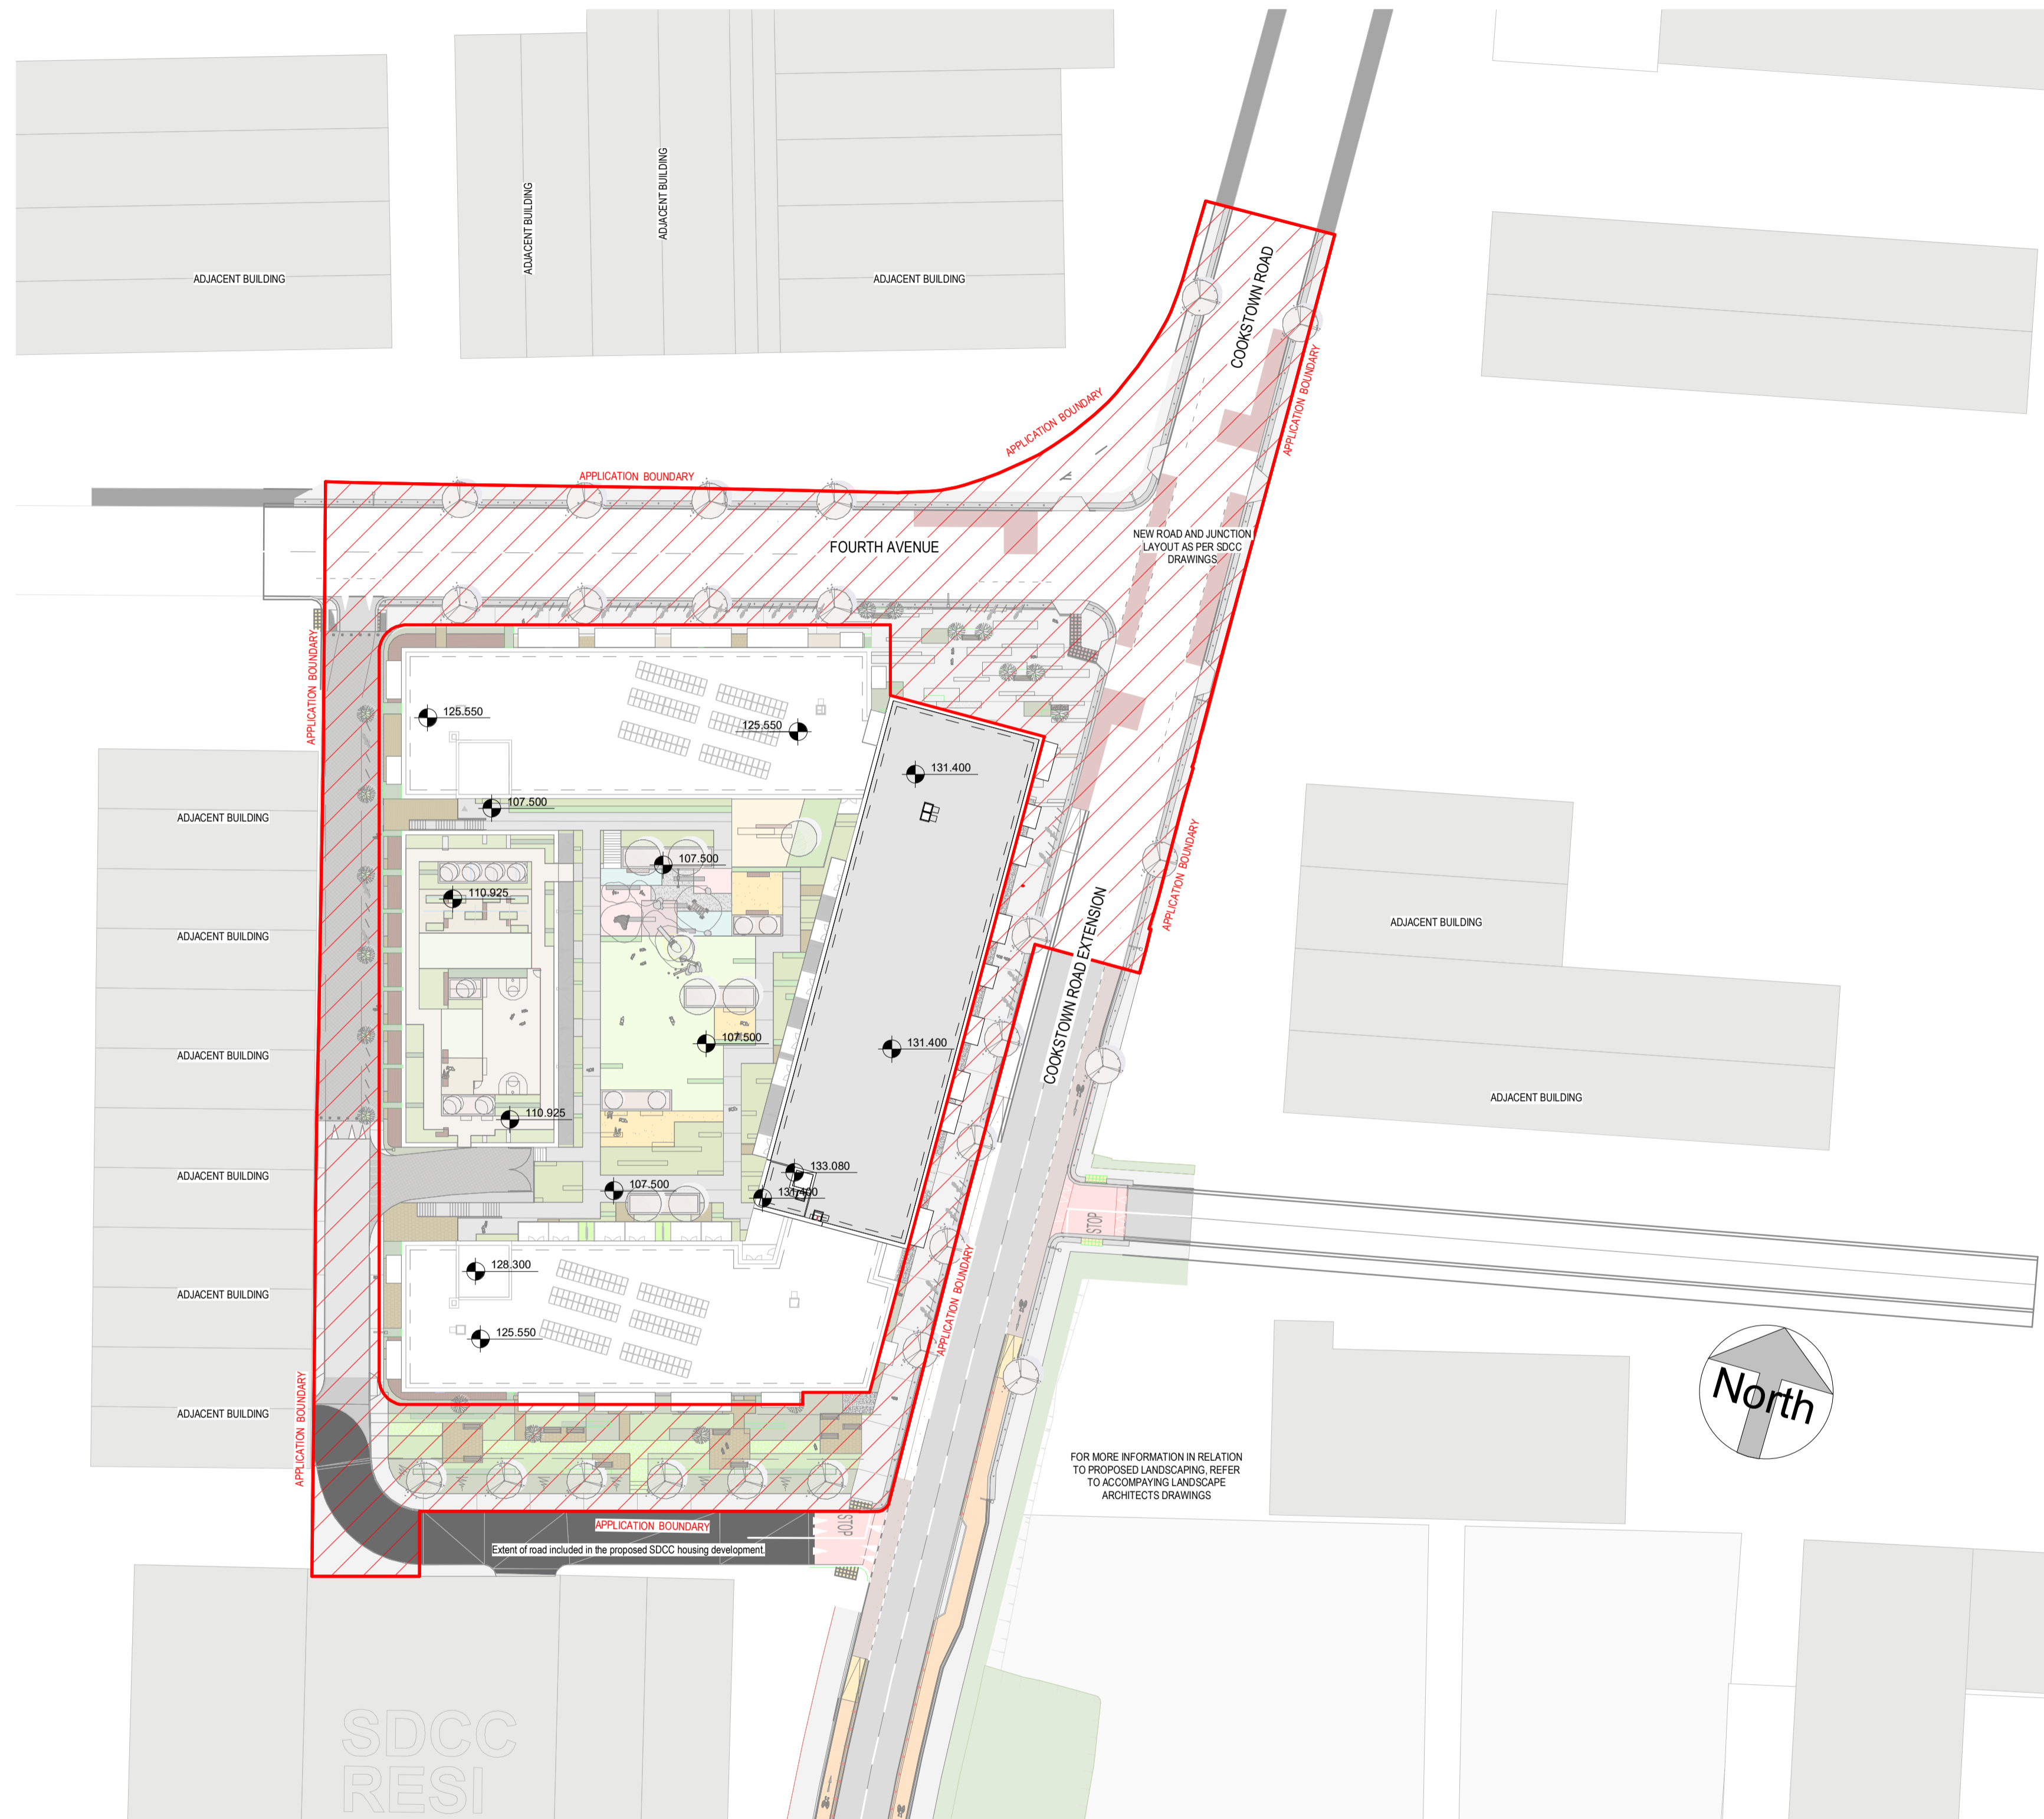 ADJACENT BUILDING
ADJACENT BUILDING
ADJACENT BUILDING
ADJACENT BUILDING
COOKSTOWN ROAD
APPLICATION BOUNDARY
APPLICATION BOUNDARY
APPLICATION BOUNDARY
FOURTH AVENUE
NEW ROAD AND JUNCTION
LAYOUT AS PER SDCC
DRAWINGS
APPLICATION BOUNDARY
125.550
125.550
131.400
107.500
ADJACENT BUILDING
107.500
110.925
APPLICATION BOUNDARY
ADJACENT BUILDING
ADJACENT BUILDING
COOKSTOWN ROAD EXTENSION
107.500
131.400
ADJACENT BUILDING
ADJACENT BUILDING
110.925
133.080
ADJACENT BUILDING
107.500
131.400
STOP
128.300
ADJACENT BUILDING
APPLICATION BOUNDARY
125.550
North
ADJACENT BUILDING
APPLICATION BOUNDARY
FOR MORE INFORMATION IN RELATION
TO PROPOSED LANDSCAPING, REFER
TO ACCOMPAYING LANDSCAPE
ARCHITECTS DRAWINGS
APPLICATION BOUNDARY
STOP
Extent of road included in the proposed SDCC housing development.
SDCC
RESI